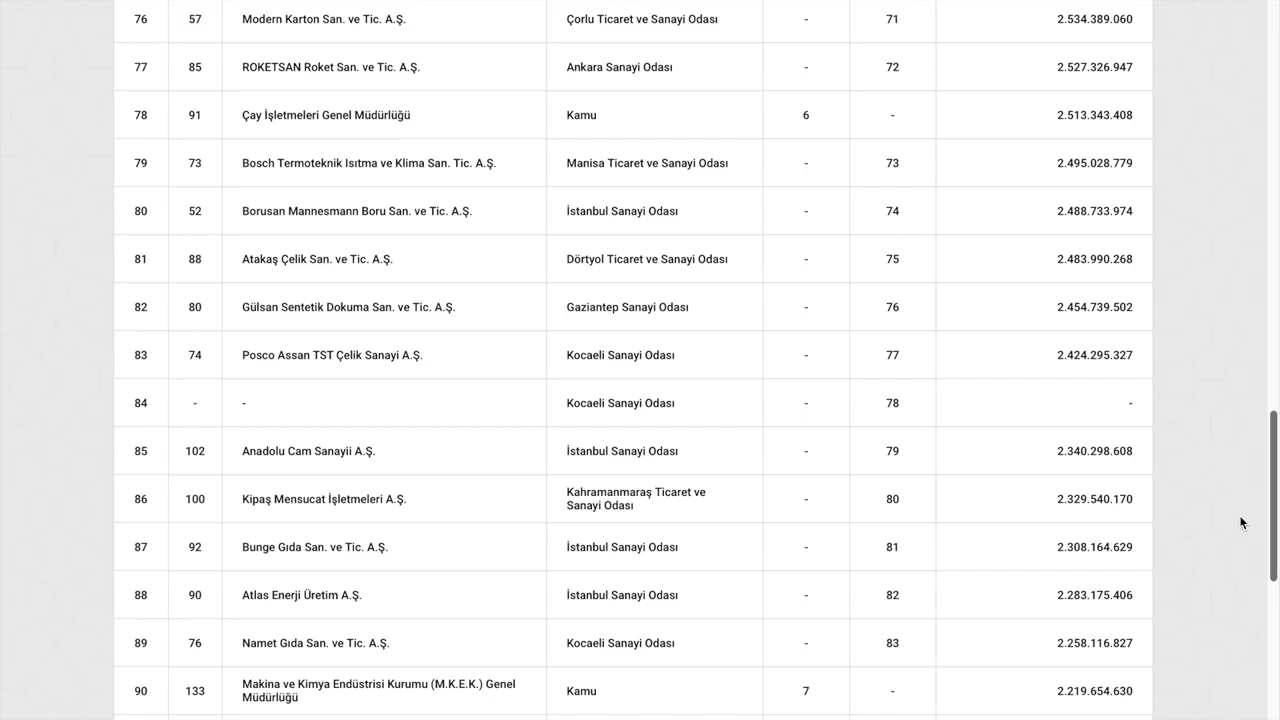 76 57 Modern Karton San. ve Tic. A.Ş. Çorlu Ticaret ve Sanayi Odası - 71 2.534.389.060
77 85 ROKETSAN Roket San. ve Tic. A.Ş. Ankara Sanayi Odası - 72 2.527.326.947
78 91 Çay İşletmeleri Genel Müdürlüğü Kamu 6 - 2.513.343.408
79 73 Bosch Termoteknik Isıtma ve Klima San. Tic. A.Ş. Manisa Ticaret ve Sanayi Odası - 73 2.495.028.779
80 52 Borusan Mannesmann Boru San. ve Tic. A.Ş. İstanbul Sanayi Odası - 74 2.488.733.974
81 88 Atakaş Çelik San. ve Tic. A.Ş. Dörtyol Ticaret ve Sanayi Odası - 75 2.483.990.268
82 80 Gülsan Sentetik Dokuma San. ve Tic. A.Ş. Gaziantep Sanayi Odası - 76 2.454.739.502
83 74 Posco Assan TST Çelik Sanayi A.Ş. Kocaeli Sanayi Odası - 77 2.424.295.327
84 - - Kocaeli Sanayi Odası - 78 -
85 102 Anadolu Cam Sanayii A.Ş. İstanbul Sanayi Odası - 79 2.340.298.608
86 100 Kipaş Mensucat İşletmeleri A.Ş. Kahramanmaraş Ticaret ve
Sanayi Odası - 80 2.329.540.170
87 92 Bunge Gıda San. ve Tic. A.Ş. İstanbul Sanayi Odası - 81 2.308.164.629
88 90 Atlas Enerji Üretim A.Ş. İstanbul Sanayi Odası - 82 2.283.175.406
89 76 Namet Gıda San. ve Tic. A.Ş. Kocaeli Sanayi Odası - 83 2.258.116.827
90 133 Makina ve Kimya Endüstrisi Kurumu (M.K.E.K.) Genel
Müdürlüğü Kamu 7 - 2.219.654.630